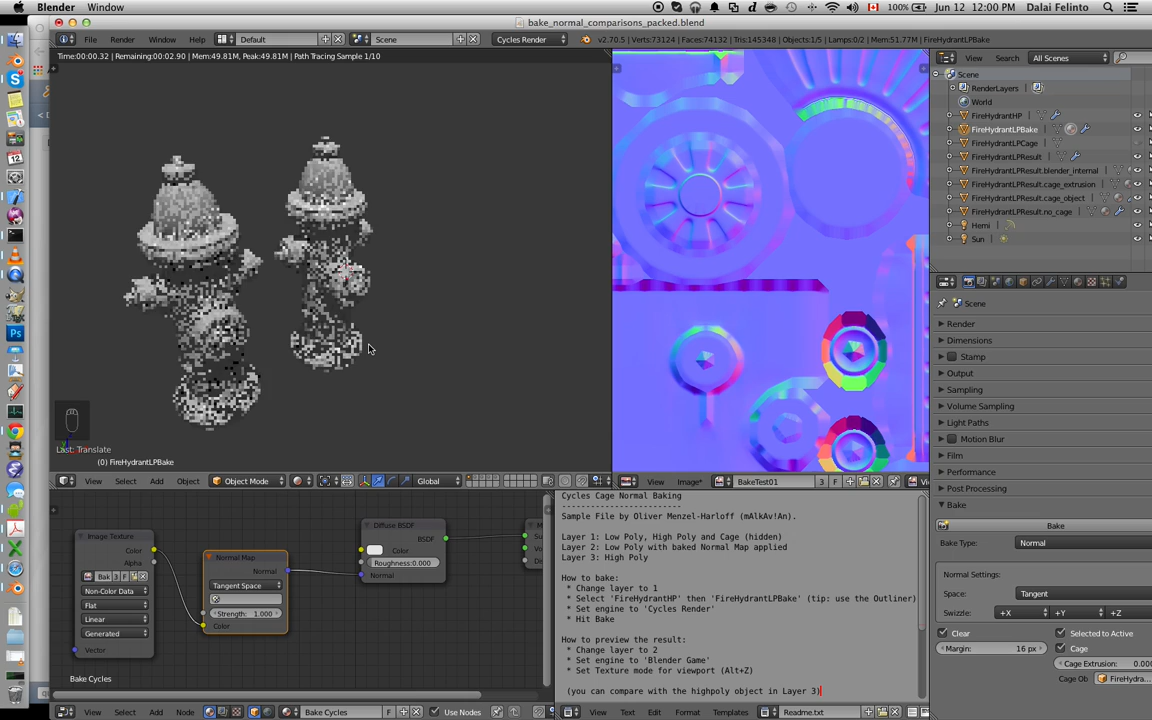 Blender Window
100% Jun 12 12:00 PM Dalai Felinto
bake_normal_comparisons_packed.blend
File Render Window Help Default Scene Cycles Render v2.70.5 | Verts:73124 | Faces:74132 | Tris:145348 | Objects:1/5 | Lamps:0/2 | Mem:51.77M | FireHydrantLPBake
Time:00:00.32 | Remaining:00:02.90 | Mem:49.81M, Peak:49.81M | Path Tracing Sample 1/10
Last: Translate
(0) FireHydrantLPBake
View Select Add Object Object Mode Global
View Image* BakeTest01 3 F
View Search All Scenes
Scene
RenderLayers |
World
FireHydrantHP |
FireHydrantLPBake |
FireHydrantLPCage |
FireHydrantLPResult |
FireHydrantLPResult.blender_internal
FireHydrantLPResult.cage_extrusion
FireHydrantLPResult.cage_object
FireHydrantLPResult.no_cage
Hemi |
Sun |
Scene
Render
Dimensions
Stamp
Output
Sampling
Volume Sampling
Light Paths
Motion Blur
Film
Performance
Post Processing
Bake
Bake
Bake Type: Normal
Normal Settings:
Space: Tangent
Swizzle: +X +Y +Z
Clear
Selected to Active
Margin: 16 px
Cage
Cage Extrusion: 0.000
Cage Ob FireHydra...
Image Texture
Color
Alpha
Bak 3 F
Non-Color Data
Flat
Linear
Generated
Vector
Normal Map
Normal
Tangent Space
Strength: 1.000
Color
Diffuse BSDF
BSDF
Color
Roughness:0.000
Normal
Bake Cycles
View Select Add Node Bake Cycles F Use Nodes
Cycles Cage Normal Baking
-------------------------
Sample File by Oliver Menzel-Harloff (mAlkAv!An).
Layer 1: Low Poly, High Poly and Cage (hidden)
Layer 2: Low Poly with baked Normal Map applied
Layer 3: High Poly
How to bake:
* Change layer to 1
* Select 'FireHydrantHP' then 'FireHydrantLPBake' (tip: use the Outliner)
* Set engine to 'Cycles Render'
* Hit Bake
How to preview the result:
* Change layer to 2
* Set engine to 'Blender Game'
* Set Texture mode for viewport (Alt+Z)
(you can compare with the highpoly object in Layer 3)
View Text Edit Format Templates Readme.txt